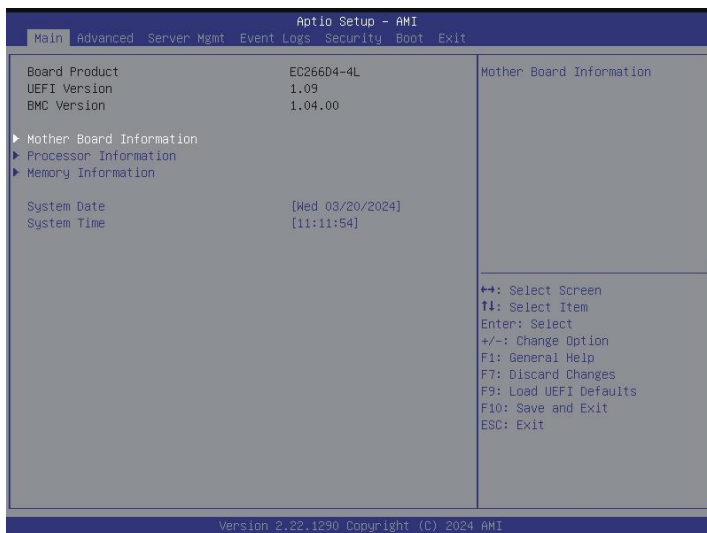 Aptio Setup - AMI
Main Advanced Server Mgmt Event Logs Security Boot Exit
Board Product EC266D4-4L
UEFI Version 1.09
BMC Version 1.04.00
▶ Mother Board Information
▶ Processor Information
▶ Memory Information
System Date [Wed 03/20/2024]
System Time [11:11:54]
Mother Board Information
↔: Select Screen
↑↓: Select Item
Enter: Select
+/-: Change Option
F1: General Help
F7: Discard Changes
F9: Load UEFI Defaults
F10: Save and Exit
ESC: Exit
Version 2.22.1290 Copyright (C) 2024 AMI